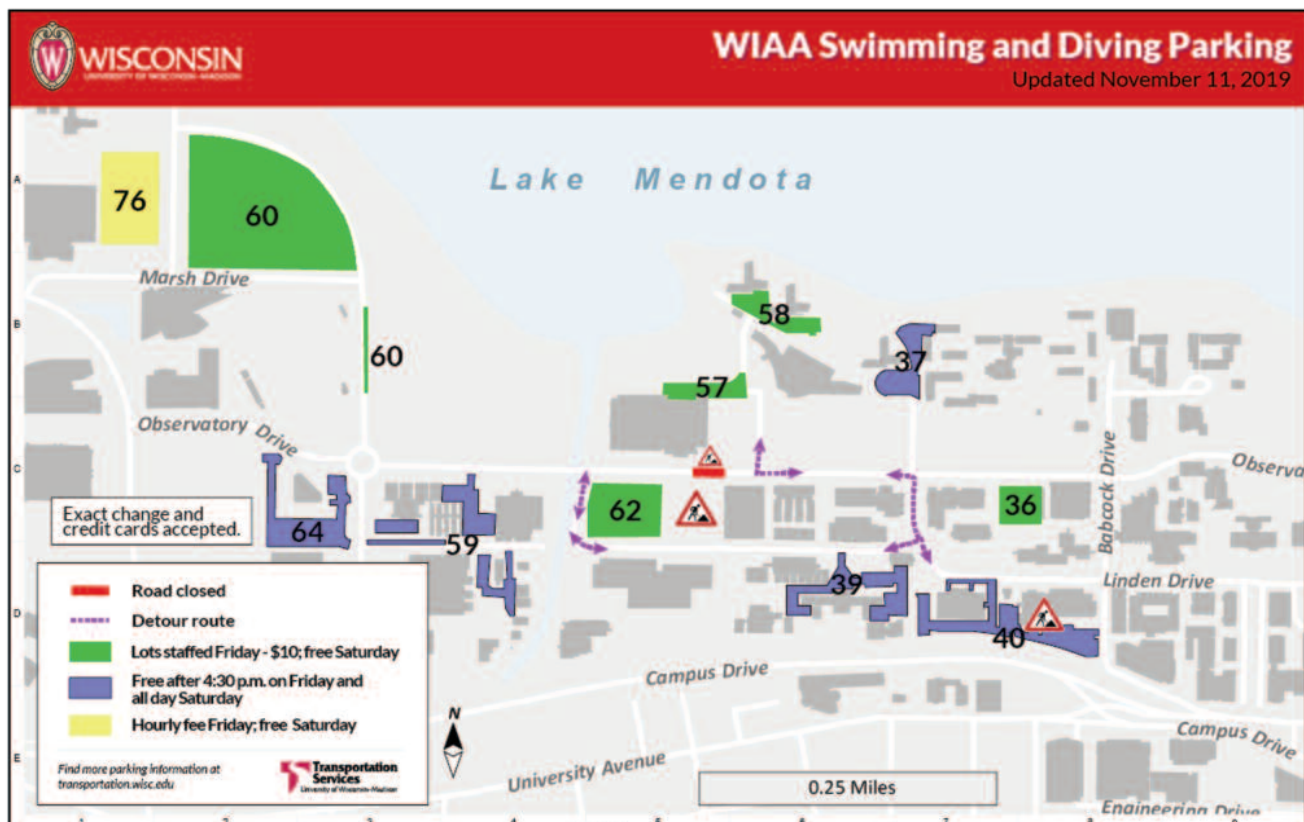 WISCONSIN
UNIVERSITY OF WISCONSIN-MADISON
WIAA Swimming and Diving Parking
Updated November 11, 2019
Lake Mendota
A
76
60
Marsh Drive
B
58
60
37
57
Observatory Drive
Babcock Drive
C
Observa
Exact change and
credit cards accepted.
62
36
64
59
Linden Drive
39
D
40
Road closed
Detour route
Lots staffed Friday - $10; free Saturday
Free after 4:30 p.m. on Friday and
all day Saturday
Hourly fee Friday; free Saturday
Campus Drive
N
Campus Drive
E
University Avenue
Find more parking information at
transportation.wisc.edu
Transportation
Services
University of Wisconsin-Madison
0.25 Miles
Engineering Drive